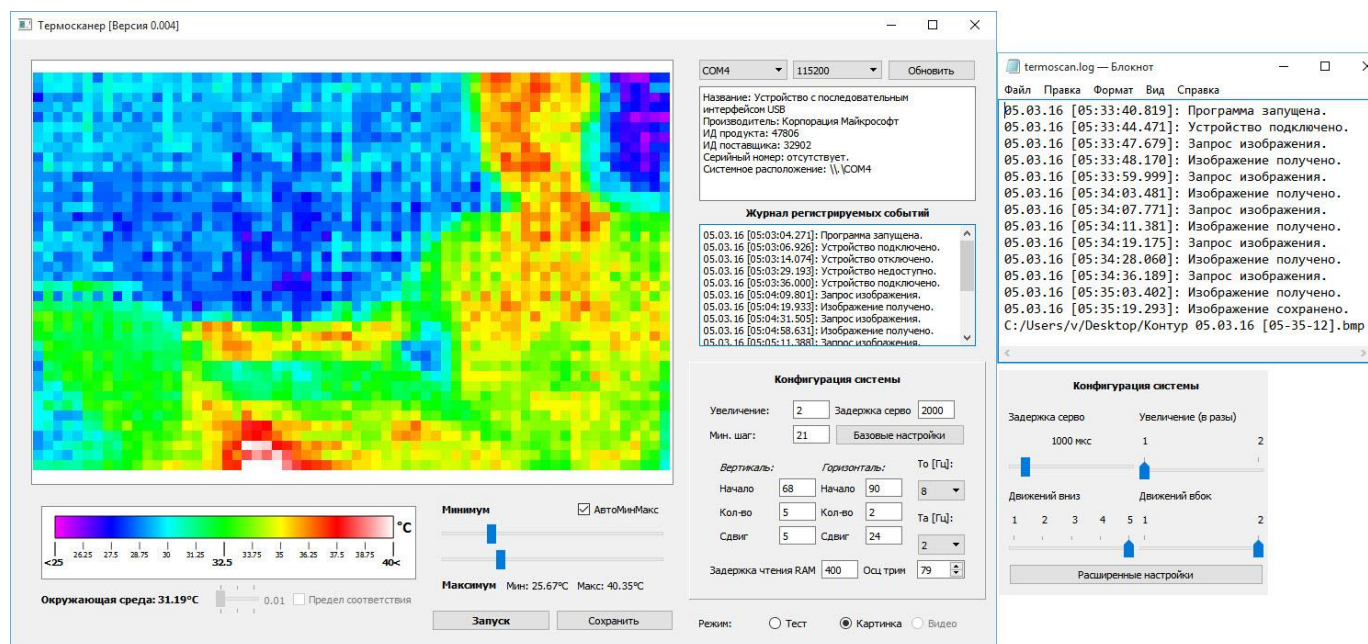 Термосканер [Версия 0.004]
COM4 115200 Обновить
Название: Устройство с последовательным
интерфейсом USB
Производитель: Корпорация Майкрософт
ИД продукта: 47806
ИД поставщика: 32902
Серийный номер: отсутствует.
Системное расположение: \\.\COM4
Журнал регистрируемых событий
05.03.16 [05:03:04.271]: Программа запущена.
05.03.16 [05:03:06.926]: Устройство подключено.
05.03.16 [05:03:14.074]: Устройство отключено.
05.03.16 [05:03:29.193]: Устройство недоступно.
05.03.16 [05:03:36.000]: Устройство подключено.
05.03.16 [05:04:09.801]: Запрос изображения.
05.03.16 [05:04:19.933]: Изображение получено.
05.03.16 [05:04:31.505]: Запрос изображения.
05.03.16 [05:04:58.631]: Изображение получено.
05.03.16 [05:05:11.388]: Запрос изображения.
Конфигурация системы
Увеличение: 2 Задержка серво 2000
Мин. шаг: 21 Базовые настройки
Вертикаль: Горизонталь: То [Гц]:
Начало 68 Начало 90 8
Кол-во 5 Кол-во 2 Та [Гц]:
Сдвиг 5 Сдвиг 24 2
Задержка чтения RAM 400 Осц трим 79
Режим: Тест Картинка Видео
°C
<25 26.25 27.5 28.75 30 31.25 32.5 33.75 35 36.25 37.5 38.75 40<
Окружающая среда: 31.19°C 0.01 Предел соответствия
Минимум АвтоМинМакс
Максимум Мин: 25.67°C Макс: 40.35°C
Запуск Сохранить
termoscan.log — Блокнот
Файл Правка Формат Вид Справка
05.03.16 [05:33:40.819]: Программа запущена.
05.03.16 [05:33:44.471]: Устройство подключено.
05.03.16 [05:33:47.679]: Запрос изображения.
05.03.16 [05:33:48.170]: Изображение получено.
05.03.16 [05:33:59.999]: Запрос изображения.
05.03.16 [05:34:03.481]: Изображение получено.
05.03.16 [05:34:07.771]: Запрос изображения.
05.03.16 [05:34:11.381]: Изображение получено.
05.03.16 [05:34:19.175]: Запрос изображения.
05.03.16 [05:34:28.060]: Изображение получено.
05.03.16 [05:34:36.189]: Запрос изображения.
05.03.16 [05:35:03.402]: Изображение получено.
05.03.16 [05:35:19.293]: Изображение сохранено.
C:/Users/v/Desktop/Контур 05.03.16 [05-35-12].bmp
Конфигурация системы
Задержка серво Увеличение (в разы)
1000 мкс 1 2
Движений вниз Движений вбок
1 2 3 4 5 1 2
Расширенные настройки